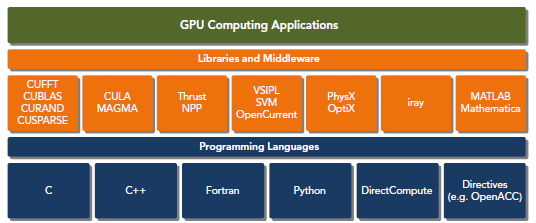 GPU Computing Applications
Libraries and Middleware
CUFFT
CUBLAS
CURAND
CUSPARSE
CULA
MAGMA
Thrust
NPP
VSIPL
SVM
OpenCurrent
PhysX
OptiX
iray
MATLAB
Mathematica
Programming Languages
C
C++
Fortran
Python
DirectCompute
Directives
(e.g. OpenACC)